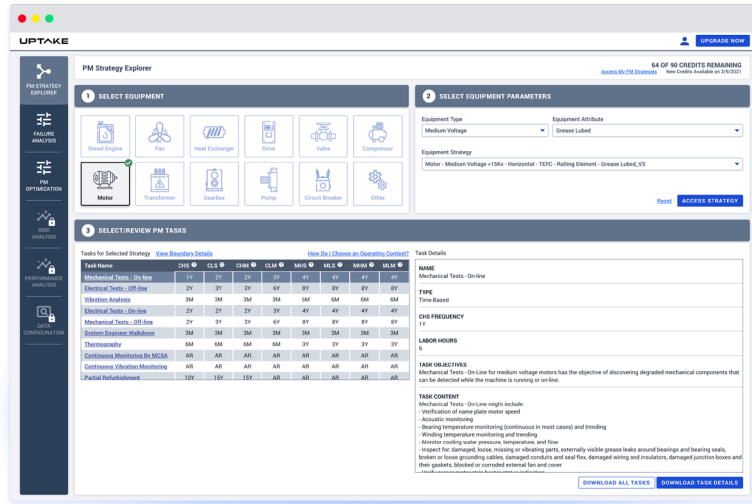 UPTAKE
UPGRADE NOW
PM STRATEGY
EXPLORER
FAILURE
ANALYSIS
PM
OPTIMIZATION
RISK
ANALYSIS
PERFORMANCE
ANALYSIS
DATA
CONFIGURATION
PM Strategy Explorer
64 OF 90 CREDITS REMAINING
Access My PM Strategies New Credits Available on 3/9/2021
1 SELECT EQUIPMENT
Diesel Engine Fan Heat Exchanger Drive Valve Compressor
Motor Transformer Gearbox Pump Circuit Breaker Other
2 SELECT EQUIPMENT PARAMETERS
Equipment Type Equipment Attribute
Medium Voltage Grease Lubed
Equipment Strategy
Motor - Medium Voltage <15Kv - Horizontal - TEFC - Rolling Element - Grease Lubed_V3
Reset ACCESS STRATEGY
3 SELECT/REVIEW PM TASKS
Tasks for Selected Strategy View Boundary Details How Do I Choose an Operating Context?
Task Name CHS CLS CHM CLM MHS MLS MHM MLM
Mechanical Tests - On-line 1Y 2Y 2Y 3Y 4Y 4Y 4Y 4Y
Electrical Tests - Off-line 2Y 3Y 3Y 6Y 8Y 8Y 8Y 8Y
Vibration Analysis 3M 3M 3M 3M 6M 6M 6M 6M
Electrical Tests - On-line 2Y 2Y 2Y 3Y 4Y 4Y 4Y 4Y
Mechanical Tests - Off-line 2Y 3Y 3Y 6Y 8Y 8Y 8Y 8Y
System Engineer Walkdown 3M 3M 3M 3M 3M 3M 3M 3M
Thermography 6M 6M 6M 6M 3Y 3Y 3Y 3Y
Continuous Monitoring By MCSA AR AR AR AR AR AR AR AR
Continuous Vibration Monitoring AR AR AR AR AR AR AR AR
Partial Refurbishment 10Y 15Y 15Y AR AR AR AR AR
Task Details
NAME
Mechanical Tests - On-line
TYPE
Time-Based
CHS FREQUENCY
1Y
LABOR HOURS
6
TASK OBJECTIVES
Mechanical Tests - On-Line for medium voltage motors has the objective of discovering degraded mechanical components that
can be detected while the machine is running or on-line.
TASK CONTENT
Mechanical Tests - On-Line might include:
- Verification of name plate motor speed
- Acoustic monitoring
- Bearing temperature monitoring (continuous in most cases) and trending
- Winding temperature monitoring and trending
- Monitor cooling water pressure, temperature, and flow
- Inspect for: damaged, loose, missing or vibrating parts, externally visible grease leaks around bearings and bearing seals,
broken or loose grounding cables, damaged conduits and seal flex, damaged wiring and insulators, damaged junction boxes and
their gaskets, blocked or corroded external fan and cover
DOWNLOAD ALL TASKS DOWNLOAD TASK DETAILS